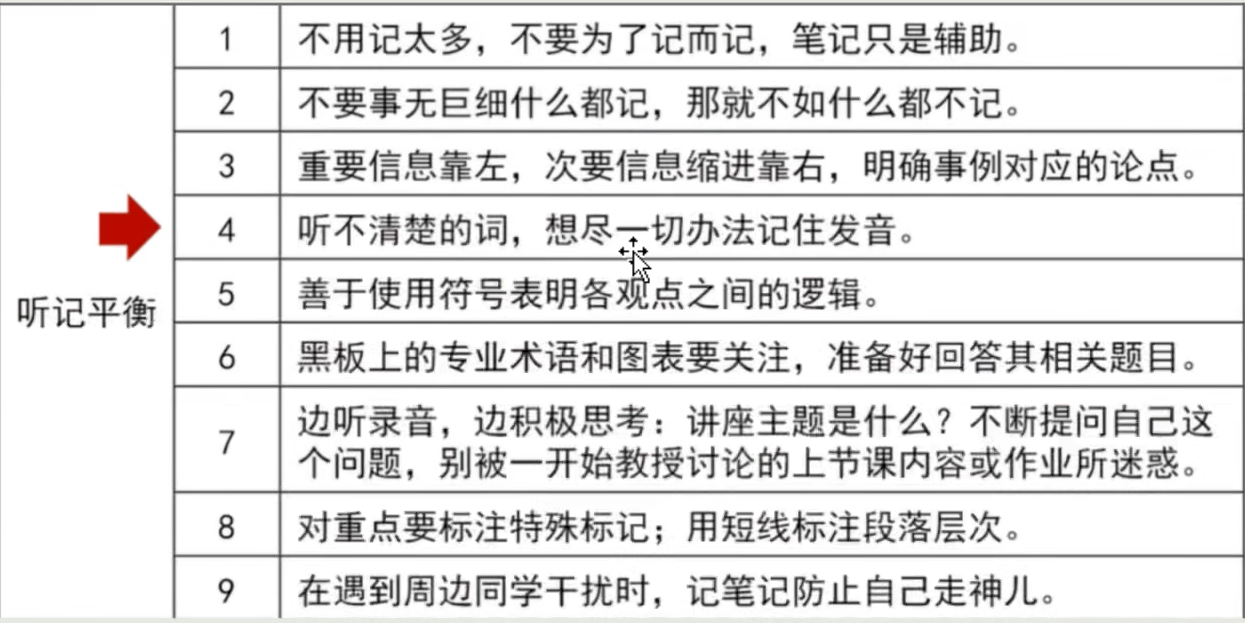 听记平衡
1 不用记太多，不要为了记而记，笔记只是辅助。
2 不要事无巨细什么都记，那就不如什么都不记。
3 重要信息靠左，次要信息缩进靠右，明确事例对应的论点。
4 听不清楚的词，想尽一切办法记住发音。
5 善于使用符号表明各观点之间的逻辑。
6 黑板上的专业术语和图表要关注，准备好回答其相关题目。
7 边听录音，边积极思考：讲座主题是什么？不断提问自己这
个问题，别被一开始教授讨论的上节课内容或作业所迷惑。
8 对重点要标注特殊标记；用短线标注段落层次。
9 在遇到周边同学干扰时，记笔记防止自己走神儿。